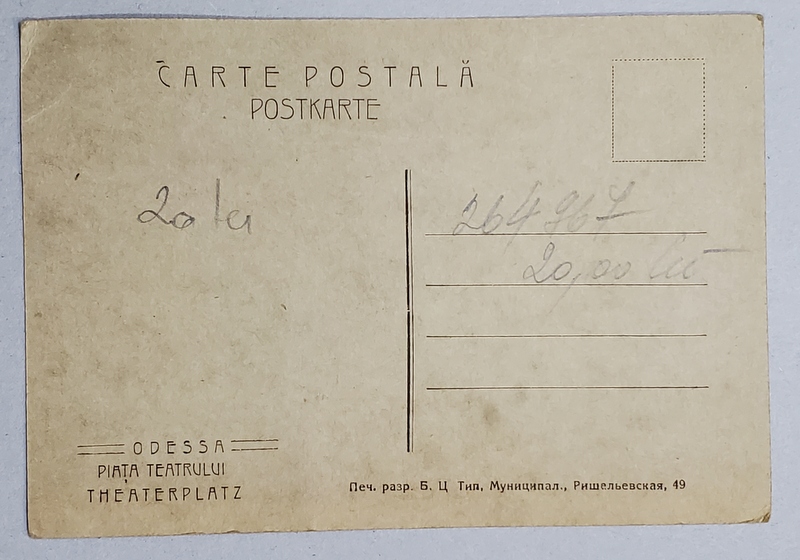 CARTE POSTALĂ
POSTKARTE
20 lei
264967
20,00 lei
ODESSA
PIAȚA TEATRULUI
THEATERPLATZ
Печ. разр. Б. Ц Тип, Муниципал., Ришельевская, 49